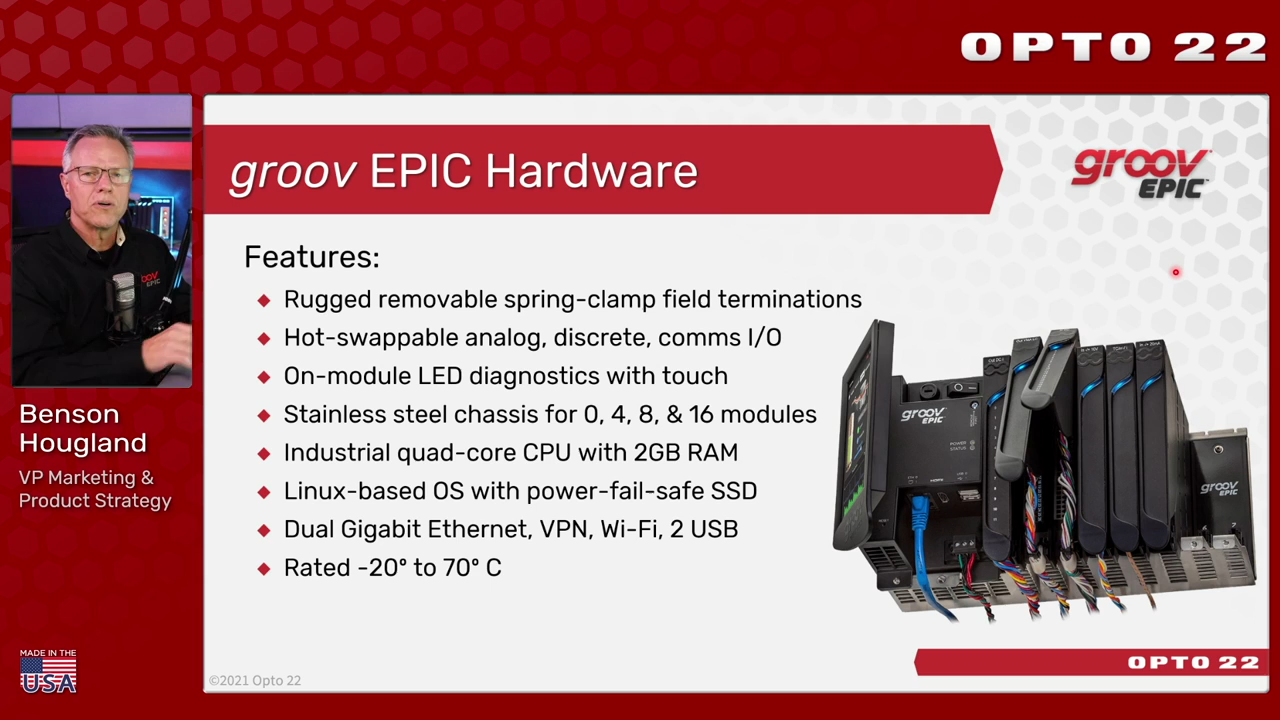 OPTO 22
groov EPIC Hardware
groov
EPIC
Features:
Rugged removable spring-clamp field terminations
Hot-swappable analog, discrete, comms I/O
On-module LED diagnostics with touch
Stainless steel chassis for 0, 4, 8, & 16 modules
Industrial quad-core CPU with 2GB RAM
Linux-based OS with power-fail-safe SSD
Dual Gigabit Ethernet, VPN, Wi-Fi, 2 USB
Rated -20° to 70° C
groov
EPIC
POWER
STATUS
groov
EPIC
EPIC
Benson
Hougland
VP Marketing &
Product Strategy
MADE IN THE
USA
©2021 Opto 22
OPTO 22